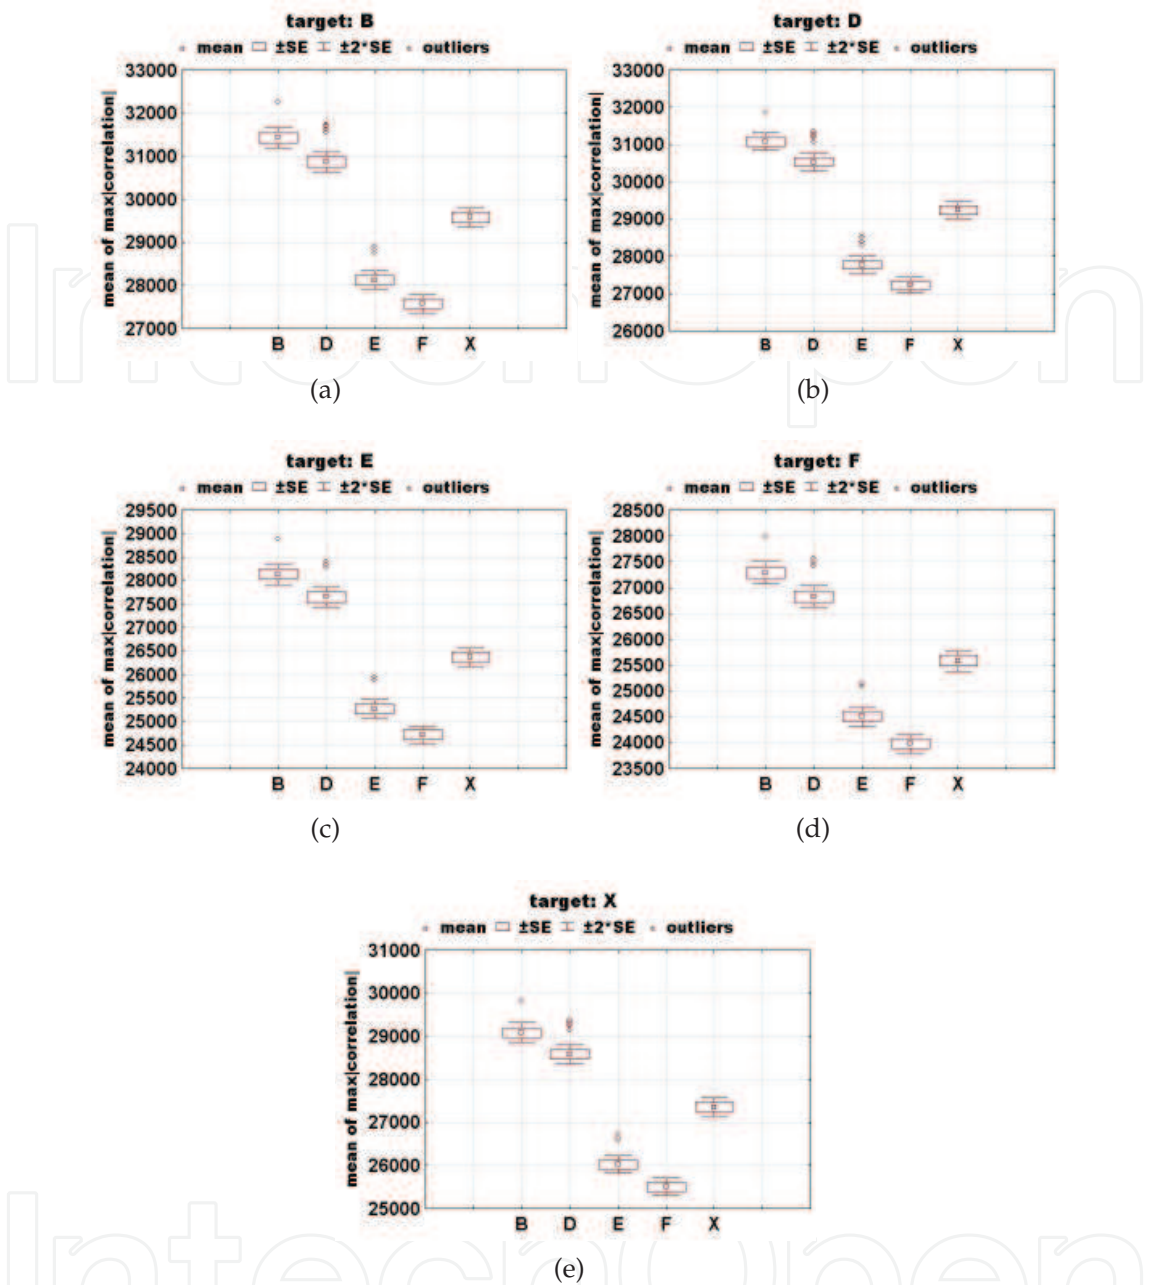 target: B
mean ±SE ±2*SE outliers
mean of max|correlation|
33000
32000
31000
30000
29000
28000
27000
B D E F X
(a)
target: D
mean ±SE ±2*SE outliers
mean of max|correlation|
33000
32000
31000
30000
29000
28000
27000
26000
B D E F X
(b)
target: E
mean ±SE ±2*SE outliers
mean of max|correlation|
29500
29000
28500
28000
27500
27000
26500
26000
25500
25000
24500
24000
B D E F X
(c)
target: F
mean ±SE ±2*SE outliers
mean of max|correlation|
28500
28000
27500
27000
26500
26000
25500
25000
24500
24000
23500
B D E F X
(d)
target: X
mean ±SE ±2*SE outliers
mean of max|correlation|
31000
30000
29000
28000
27000
26000
25000
B D E F X
(e)
IntechOpen
IntechOpen